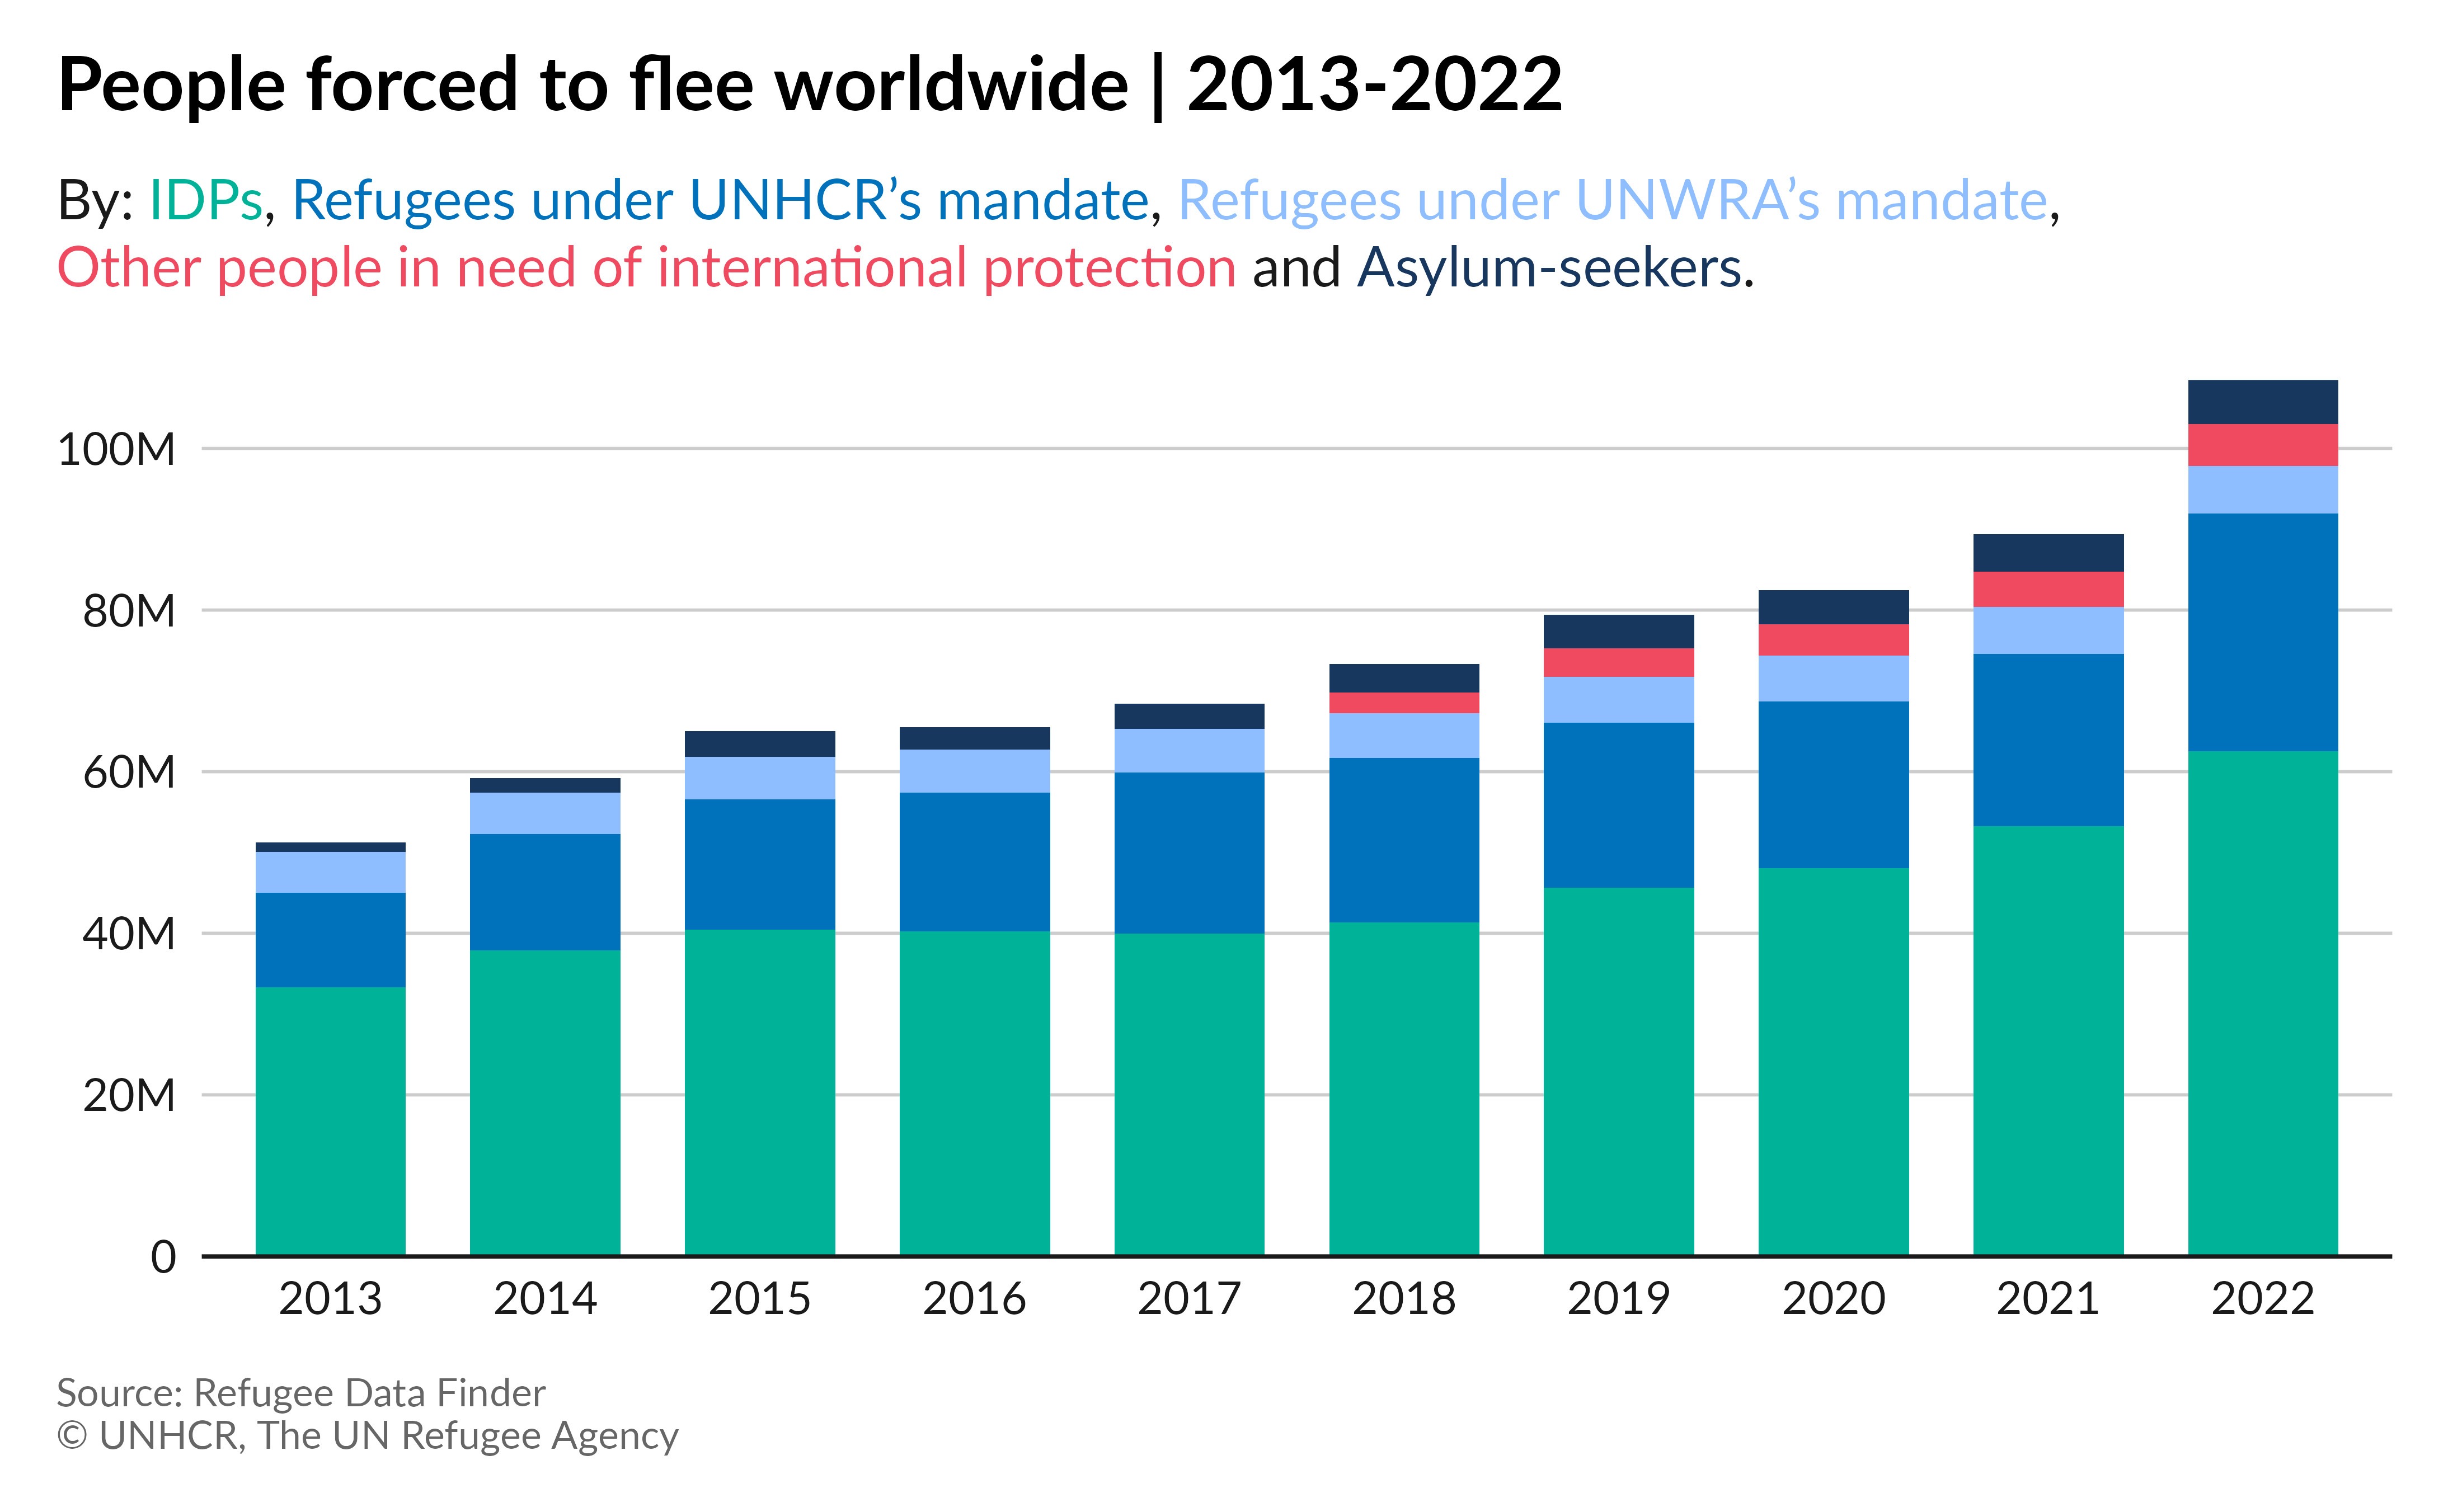 People forced to flee worldwide | 2013-2022
By: IDPs, Refugees under UNHCR’s mandate, Refugees under UNWRA’s mandate,
Other people in need of international protection and Asylum-seekers.
100M
80M
60M
40M
20M
0
2013 2014 2015 2016 2017 2018 2019 2020 2021 2022
Source: Refugee Data Finder
© UNHCR, The UN Refugee Agency